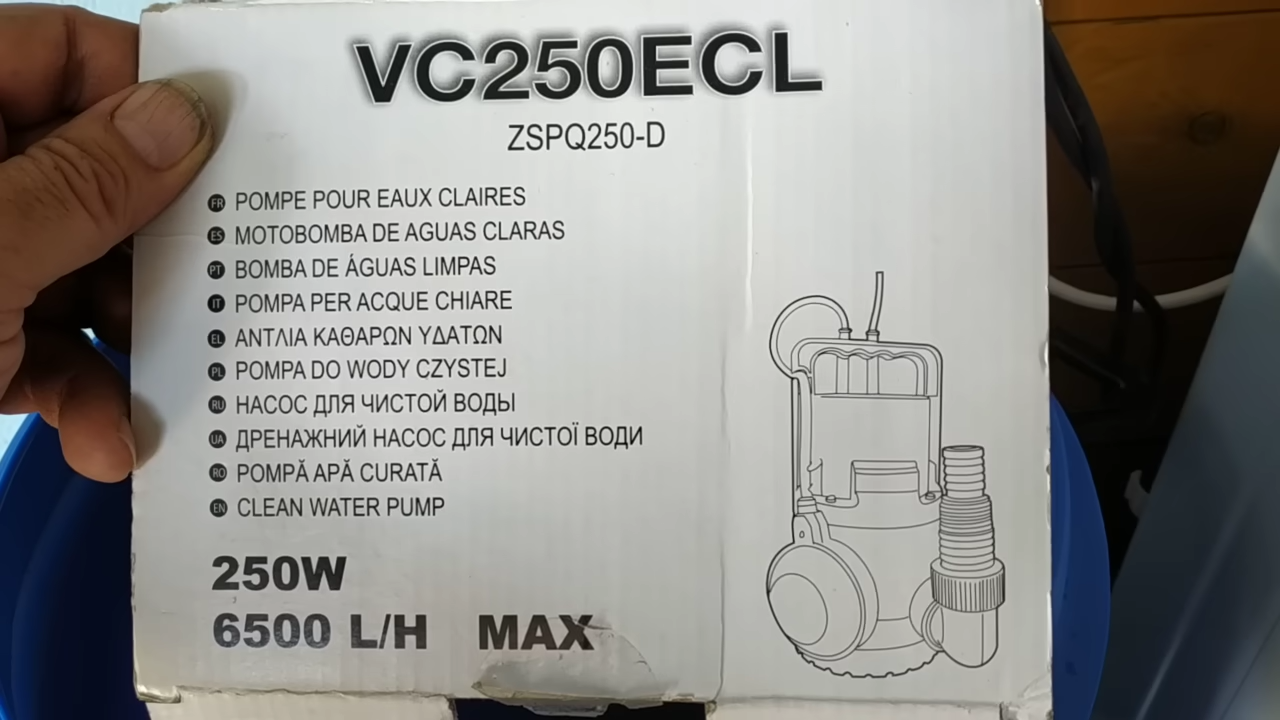 VC250ECL
ZSPQ250-D
FR POMPE POUR EAUX CLAIRES
ES MOTOBOMBA DE AGUAS CLARAS
PT BOMBA DE ÁGUAS LIMPAS
IT POMPA PER ACQUE CHIARE
EL ΑΝΤΛΙΑ ΚΑΘΑΡΩΝ ΥΔΑΤΩΝ
PL POMPA DO WODY CZYSTEJ
RU НАСОС ДЛЯ ЧИСТОЙ ВОДЫ
UA ДРЕНАЖНИЙ НАСОС ДЛЯ ЧИСТОЇ ВОДИ
RO POMPĂ APĂ CURATĂ
EN CLEAN WATER PUMP
250W
6500 L/H MAX